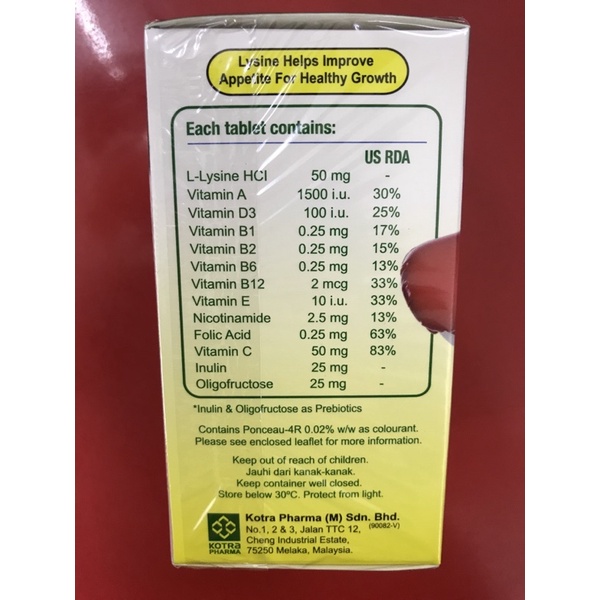 Lysine Helps Improve
Appetite For Healthy Growth
Each tablet contains:
US RDA
L-Lysine HCl 50 mg -
Vitamin A 1500 i.u. 30%
Vitamin D3 100 i.u. 25%
Vitamin B1 0.25 mg 17%
Vitamin B2 0.25 mg 15%
Vitamin B6 0.25 mg 13%
Vitamin B12 2 mcg 33%
Vitamin E 10 i.u. 33%
Nicotinamide 2.5 mg 13%
Folic Acid 0.25 mg 63%
Vitamin C 50 mg 83%
Inulin 25 mg -
Oligofructose 25 mg -
*Inulin & Oligofructose as Prebiotics
Contains Ponceau-4R 0.02% w/w as colourant.
Please see enclosed leaflet for more information.
Keep out of reach of children.
Jauhi dari kanak-kanak.
Keep container well closed.
Store below 30ºC. Protect from light.
Kotra Pharma (M) Sdn. Bhd.
No.1, 2 & 3, Jalan TTC 12, (90082-V)
Cheng Industrial Estate,
75250 Melaka, Malaysia.
KOTRA
PHARMA